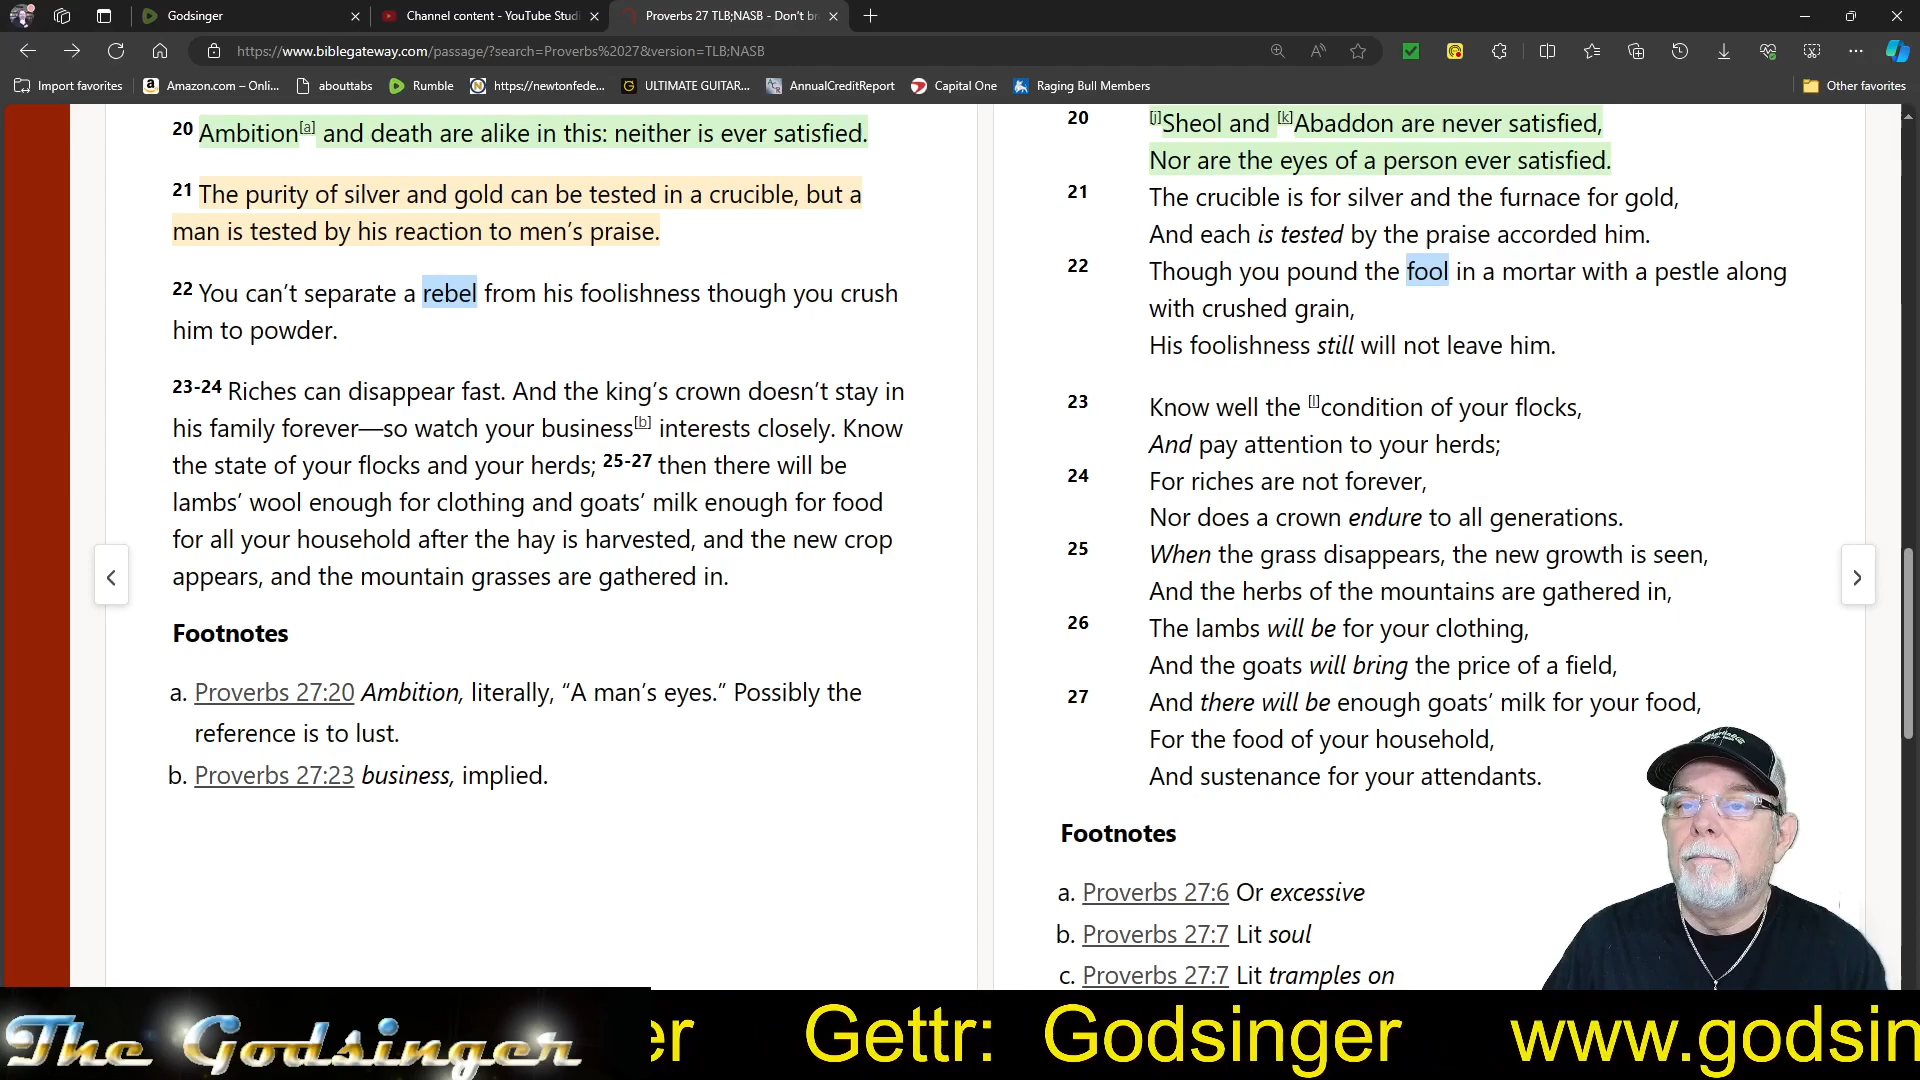 Godsinger
Channel content - YouTube Studi
Proverbs 27 TLB;NASB - Don't br
https://www.biblegateway.com/passage/?search=Proverbs%2027&version=TLB;NASB
Import favorites
Amazon.com – Onli...
abouttabs
Rumble
https://newtonfede...
ULTIMATE GUITAR...
AnnualCreditReport
Capital One
Raging Bull Members
Other favorites
20 Ambition[a] and death are alike in this: neither is ever satisfied.
21 The purity of silver and gold can be tested in a crucible, but a
man is tested by his reaction to men’s praise.
22 You can’t separate a rebel from his foolishness though you crush
him to powder.
23-24 Riches can disappear fast. And the king’s crown doesn’t stay in
his family forever—so watch your business[b] interests closely. Know
the state of your flocks and your herds; 25-27 then there will be
lambs’ wool enough for clothing and goats’ milk enough for food
for all your household after the hay is harvested, and the new crop
appears, and the mountain grasses are gathered in.
Footnotes
a. Proverbs 27:20 Ambition, literally, “A man’s eyes.” Possibly the
reference is to lust.
b. Proverbs 27:23 business, implied.
20 [j]Sheol and [k]Abaddon are never satisfied,
Nor are the eyes of a person ever satisfied.
21 The crucible is for silver and the furnace for gold,
And each is tested by the praise accorded him.
22 Though you pound the fool in a mortar with a pestle along
with crushed grain,
His foolishness still will not leave him.
23 Know well the [l]condition of your flocks,
And pay attention to your herds;
24 For riches are not forever,
Nor does a crown endure to all generations.
25 When the grass disappears, the new growth is seen,
And the herbs of the mountains are gathered in,
26 The lambs will be for your clothing,
And the goats will bring the price of a field,
27 And there will be enough goats’ milk for your food,
For the food of your household,
And sustenance for your attendants.
Footnotes
a. Proverbs 27:6 Or excessive
b. Proverbs 27:7 Lit soul
c. Proverbs 27:7 Lit tramples on
The Godsinger
er Gettr: Godsinger www.godsin